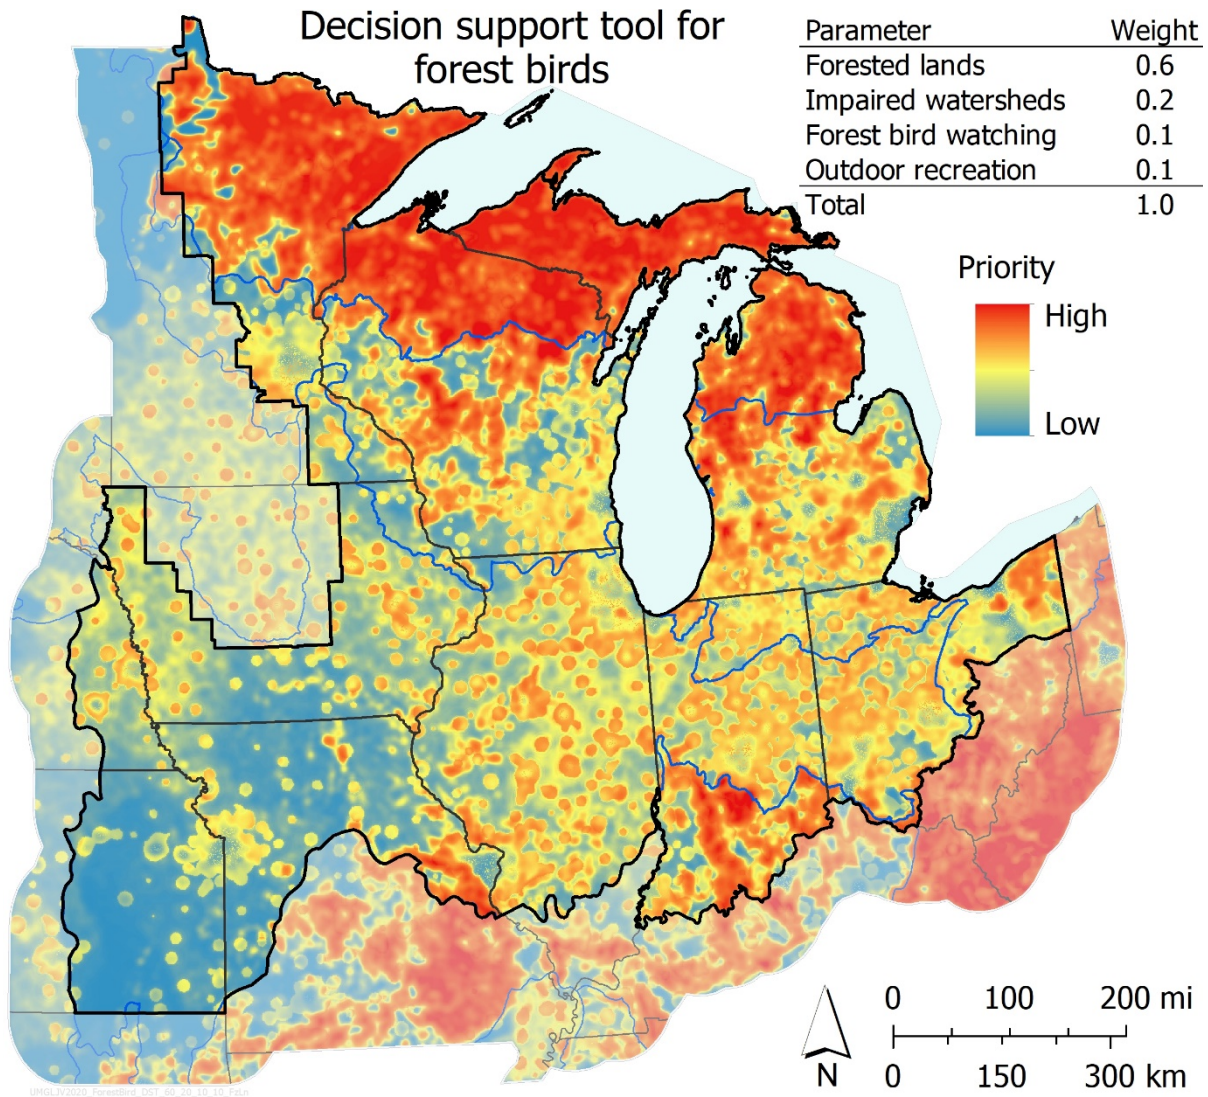 Decision support tool for
forest birds
Parameter Weight
Forested lands 0.6
Impaired watersheds 0.2
Forest bird watching 0.1
Outdoor recreation 0.1
Total 1.0
Priority
High
Low
0 100 200 mi
N
0 150 300 km
UMGLJV2020_ForestBird_DST_60_20_10_10_FzLn